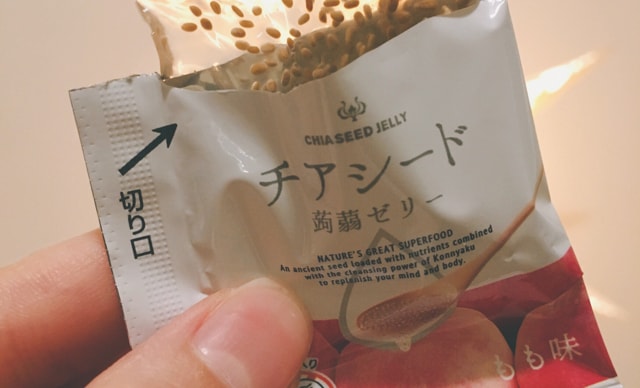 CHIA SEED JELLY
チアシード
蒟蒻ゼリー
NATURE'S GREAT SUPERFOOD
An ancient seed loaded with nutrients combined
with the cleansing power of Konnyaku
to replenish your mind and body.
切り口
もも味